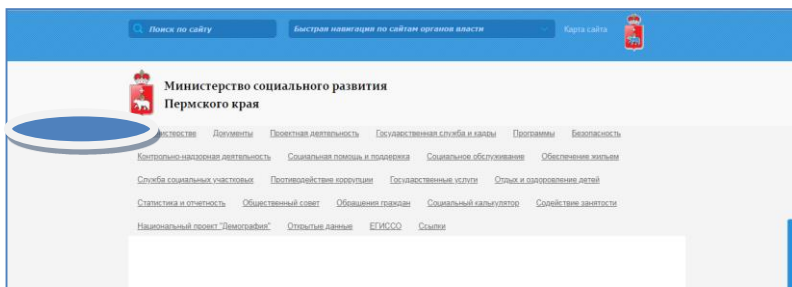 Поиск по сайту Быстрая навигация по сайтам органов власти Карта сайта
Министерство социального развития
Пермского края
Документы Проектная деятельность Государственная служба и кадры Программы Безопасность
Контрольно-надзорная деятельность Социальная помощь и поддержка Социальное обслуживание Обеспечение жильем
Служба социальных участковых Противодействие коррупции Государственные услуги Отдых и оздоровление детей
Статистика и отчетность Общественный совет Обращения граждан Социальный калькулятор Содействие занятости
Национальный проект "Демография" Открытые данные ЕГИССО Ссылки